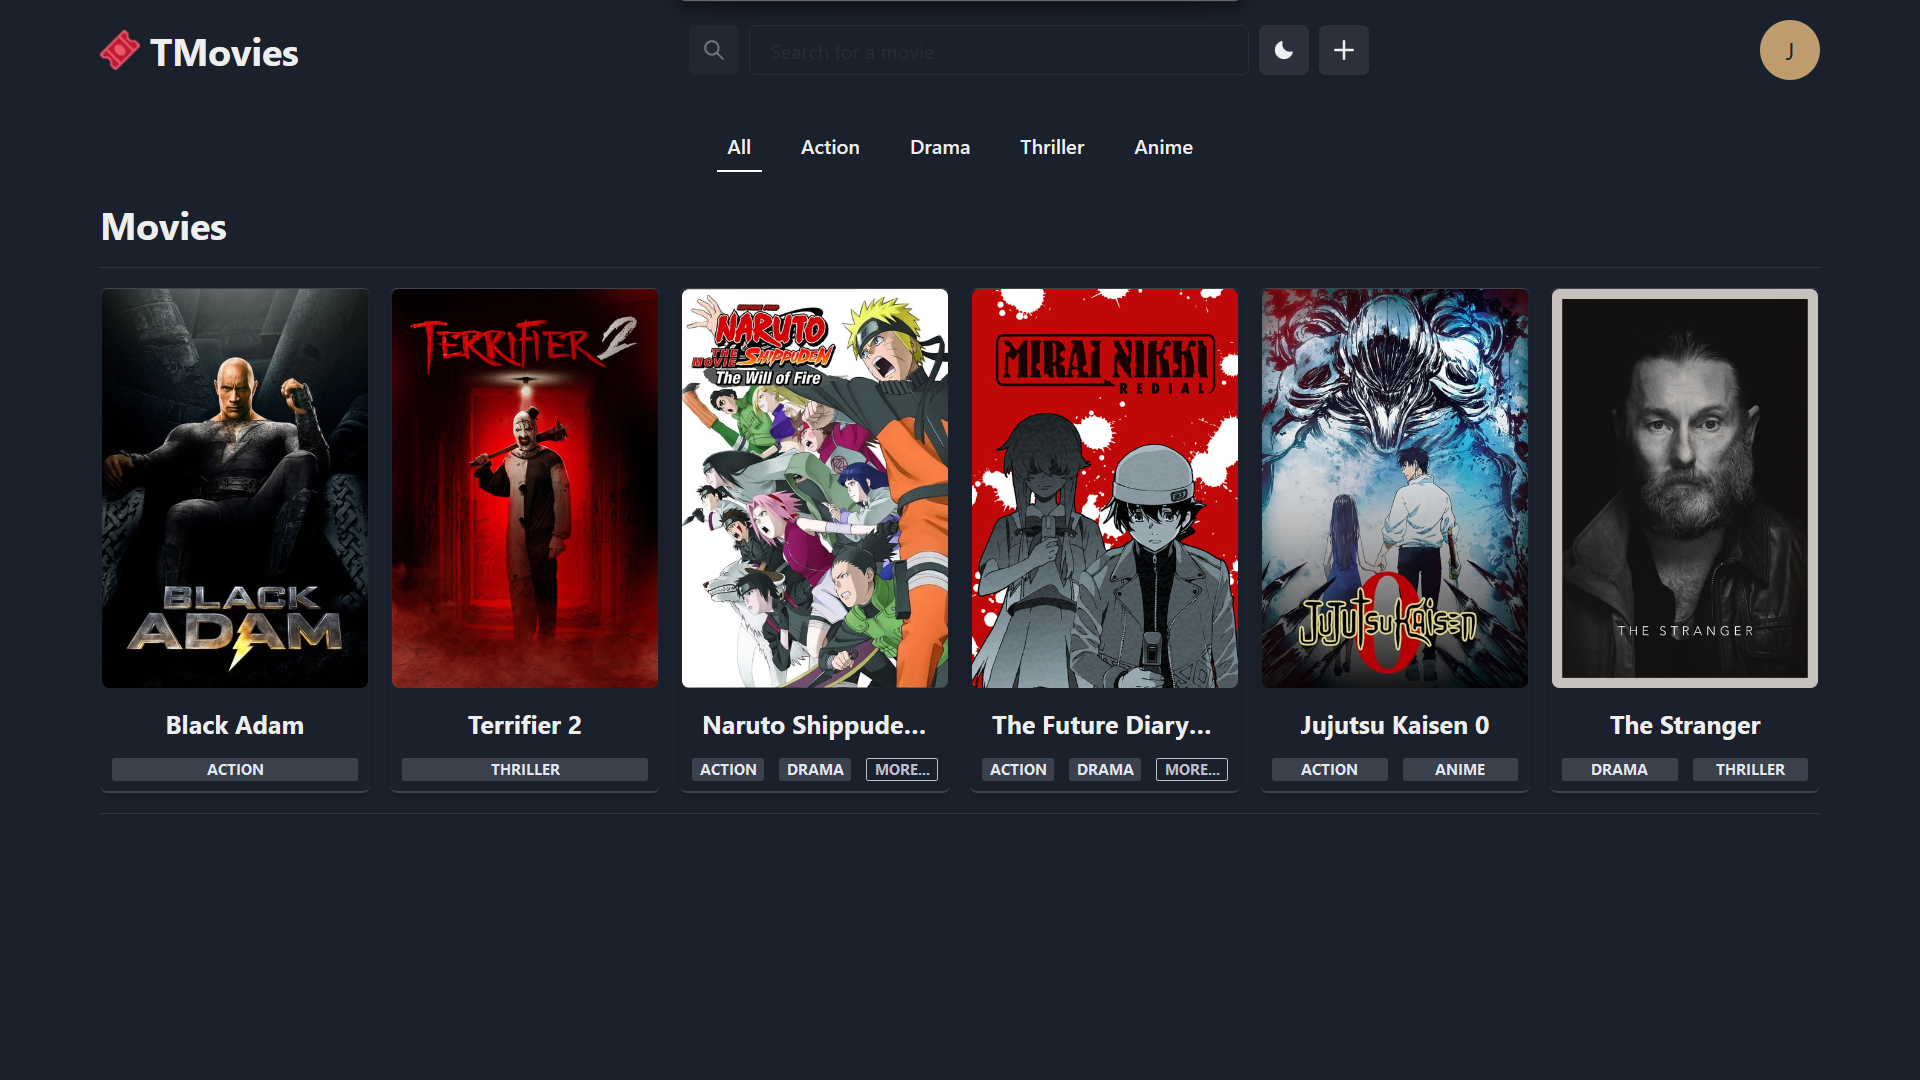 TMovies
Search for a movie
J
All
Action
Drama
Thriller
Anime
Movies
BLACK
ADAM
TERRIFIER 2
NARUTO
THE
MOVIE SHIPPUDEN
The Will of Fire
MIRAI NIKKI
REDIAL
JUJUTSU KAISEN
0
THE STRANGER
Black Adam
Terrifier 2
Naruto Shippude...
The Future Diary...
Jujutsu Kaisen 0
The Stranger
ACTION
THRILLER
ACTION
DRAMA
MORE...
ACTION
DRAMA
MORE...
ACTION
ANIME
DRAMA
THRILLER